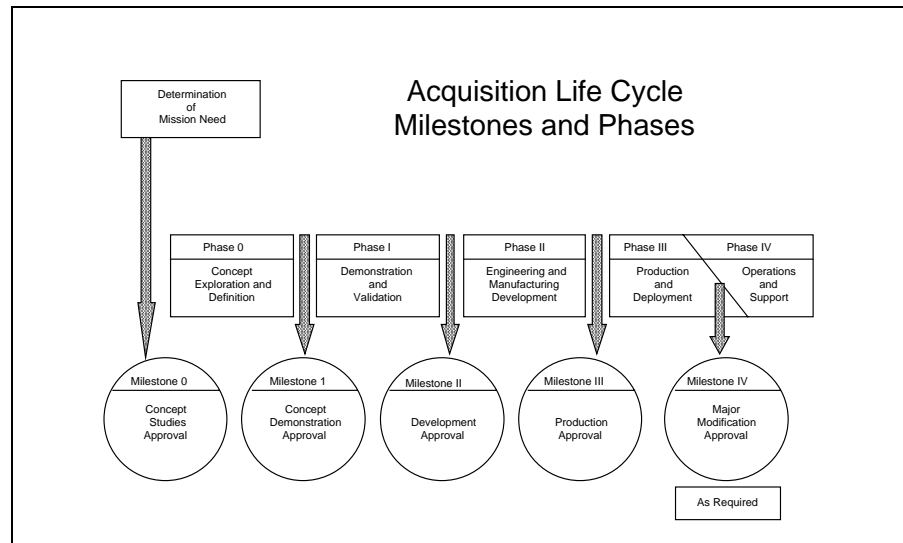 Acquisition Life Cycle
Milestones and Phases
Determination
of
Mission Need
Phase 0
Concept
Exploration and
Definition
Phase I
Demonstration
and
Validation
Phase II
Engineering and
Manufacturing
Development
Phase III
Production
and
Deployment
Phase IV
Operations
and
Support
Milestone 0
Concept
Studies
Approval
Milestone 1
Concept
Demonstration
Approval
Milestone II
Development
Approval
Milestone III
Production
Approval
Milestone IV
Major
Modification
Approval
As Required